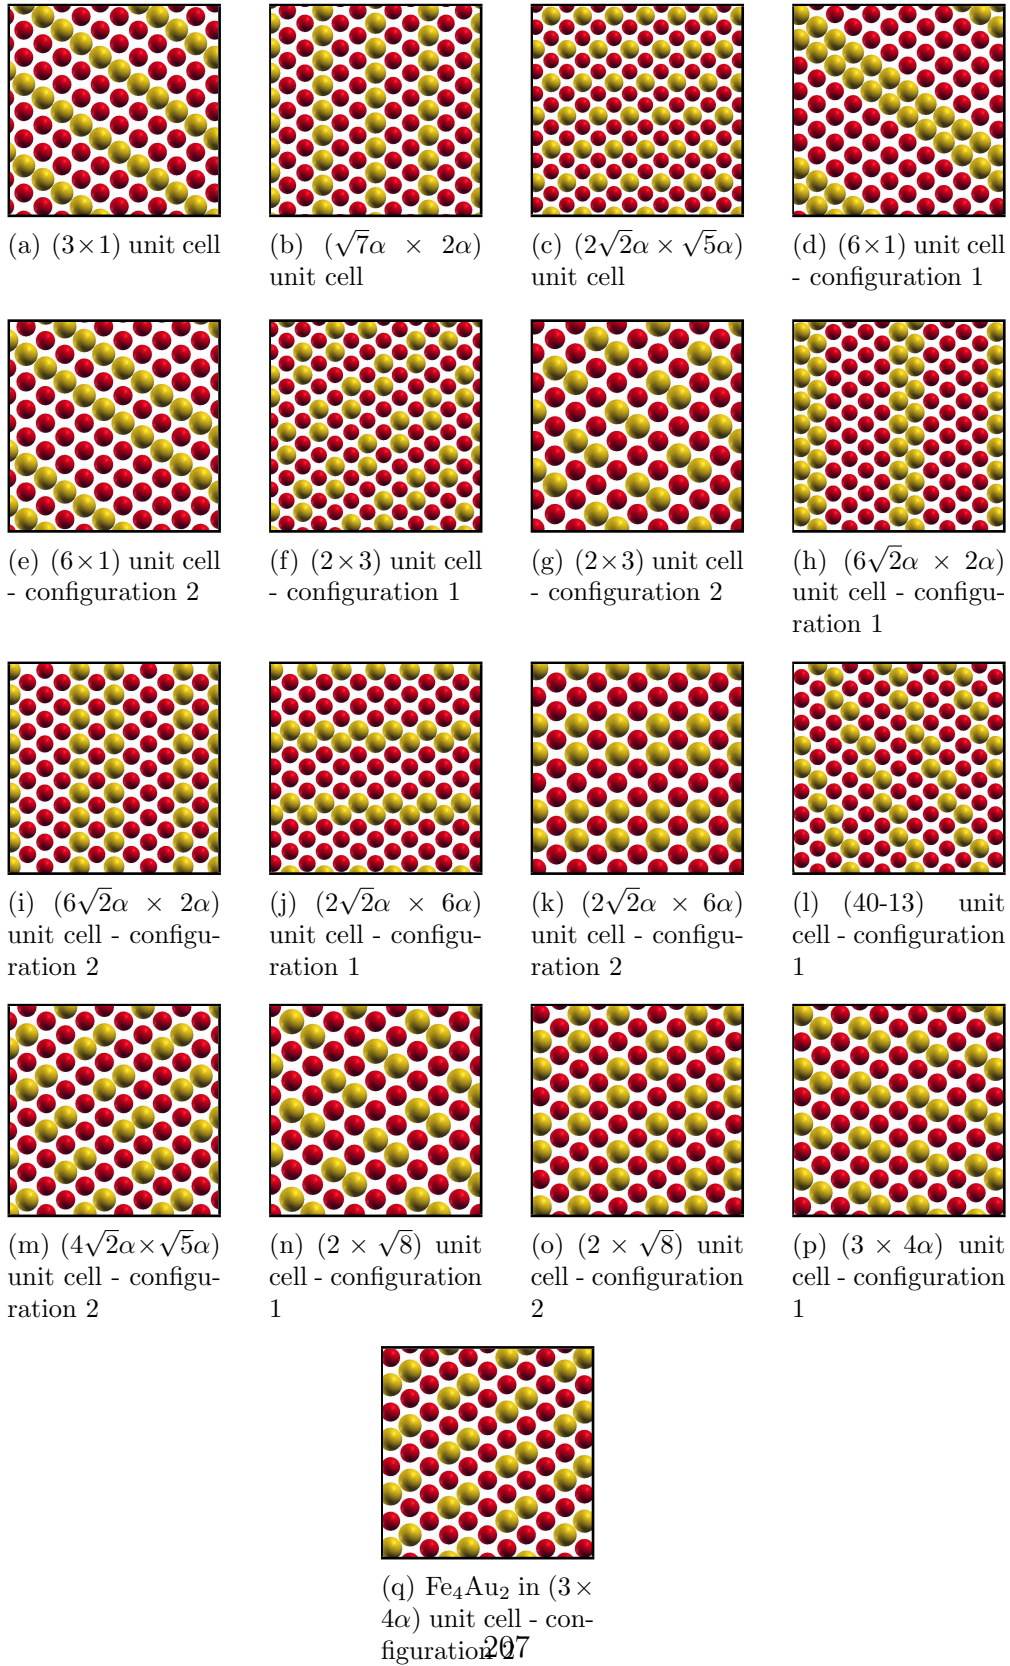 (a) (3×1) unit cell
(b) (√7α × 2α)
unit cell
(c) (2√2α × √5α)
unit cell
(d) (6×1) unit cell
- configuration 1
(e) (6×1) unit cell
- configuration 2
(f) (2×3) unit cell
- configuration 1
(g) (2×3) unit cell
- configuration 2
(h) (6√2α × 2α)
unit cell - configu-
ration 1
(i) (6√2α × 2α)
unit cell - configu-
ration 2
(j) (2√2α × 6α)
unit cell - configu-
ration 1
(k) (2√2α × 6α)
unit cell - configu-
ration 2
(l) (40-13) unit
cell - configuration
1
(m) (4√2α×√5α)
unit cell - configu-
ration 2
(n) (2 × √8) unit
cell - configuration
1
(o) (2 × √8) unit
cell - configuration
2
(p) (3 × 4α) unit
cell - configuration
1
(q) Fe₄Au₂ in (3×
4α) unit cell - con-
figuration 2
207